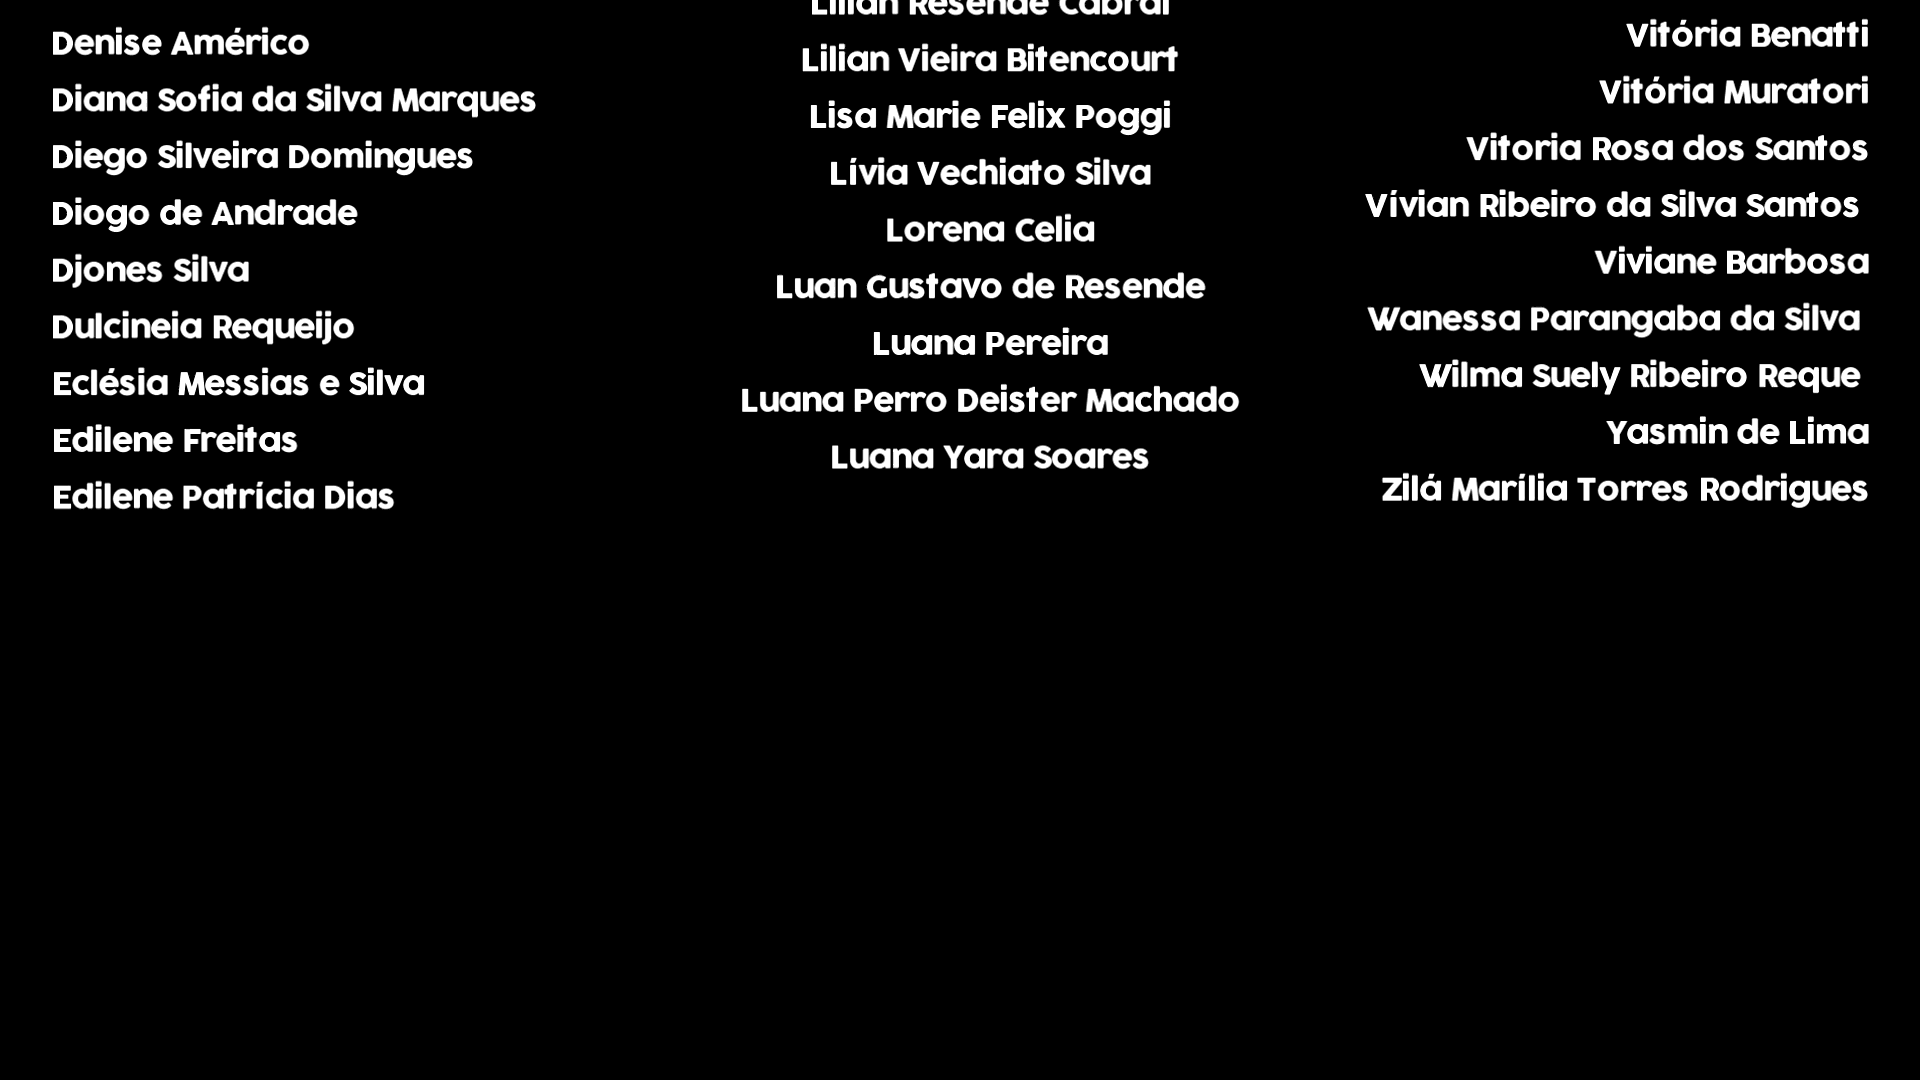 Denise Américo
Diana Sofia da Silva Marques
Diego Silveira Domingues
Diogo de Andrade
Djones Silva
Dulcineia Requeijo
Eclésia Messias e Silva
Edilene Freitas
Edilene Patrícia Dias
Lilian Resende Cabral
Lilian Vieira Bitencourt
Lisa Marie Felix Poggi
Lívia Vechiato Silva
Lorena Celia
Luan Gustavo de Resende
Luana Pereira
Luana Perro Deister Machado
Luana Yara Soares
Vitória Benatti
Vitória Muratori
Vitoria Rosa dos Santos
Vívian Ribeiro da Silva Santos
Viviane Barbosa
Wanessa Parangaba da Silva
Wilma Suely Ribeiro Reque
Yasmin de Lima
Zilá Marília Torres Rodrigues